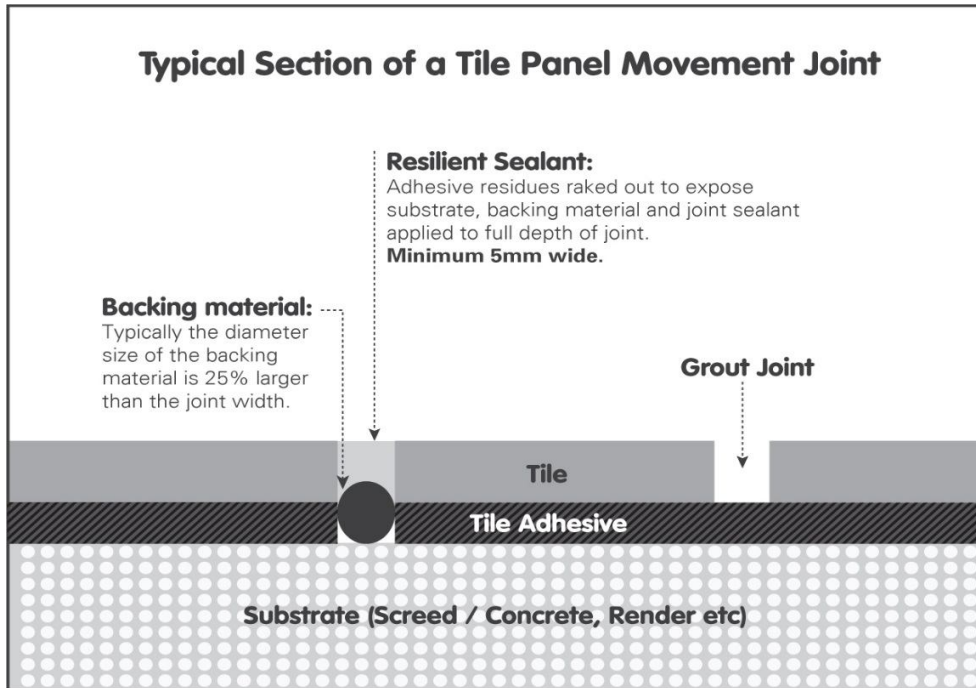 Typical Section of a Tile Panel Movement Joint
Resilient Sealant:
Adhesive residues raked out to expose
substrate, backing material and joint sealant
applied to full depth of joint.
Minimum 5mm wide.
Backing material:
Typically the diameter
size of the backing
material is 25% larger
than the joint width.
Grout Joint
Tile
Tile Adhesive
Substrate (Screed / Concrete, Render etc)